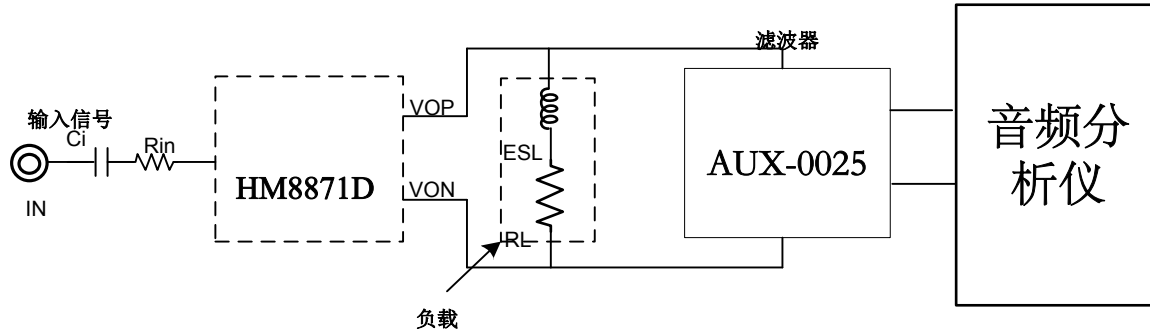 滤波器
输入信号
Ci
Rin
IN
HM8871D
VOP
VON
ESL
RL
负载
AUX-0025
音频分
析仪